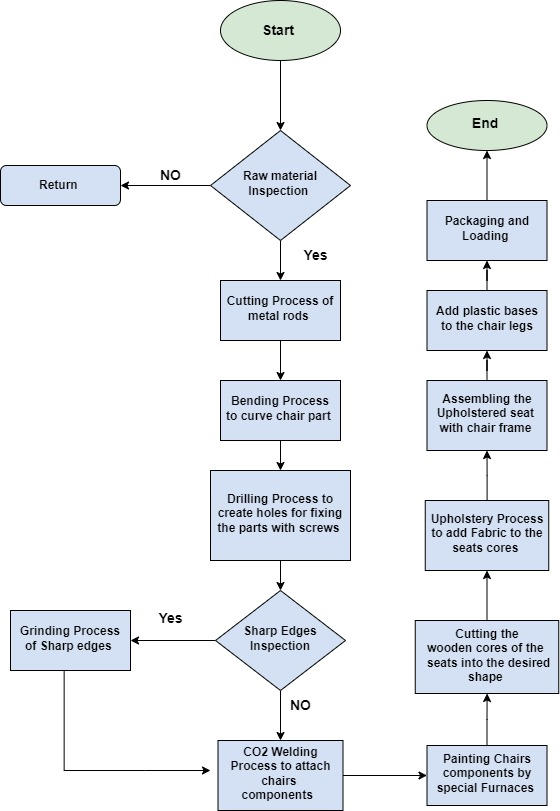 Start
Raw material
Inspection
NO
Return
Yes
Cutting Process of
metal rods
Bending Process
to curve chair part
Drilling Process to
create holes for fixing
the parts with screws
Sharp Edges
Inspection
Yes
Grinding Process
of Sharp edges
NO
CO2 Welding
Process to attach
chairs
components
Painting Chairs
components by
special Furnaces
Cutting the
wooden cores of the
seats into the desired
shape
Upholstery Process
to add Fabric to the
seats cores
Assembling the
Upholstered seat
with chair frame
Add plastic bases
to the chair legs
Packaging and
Loading
End